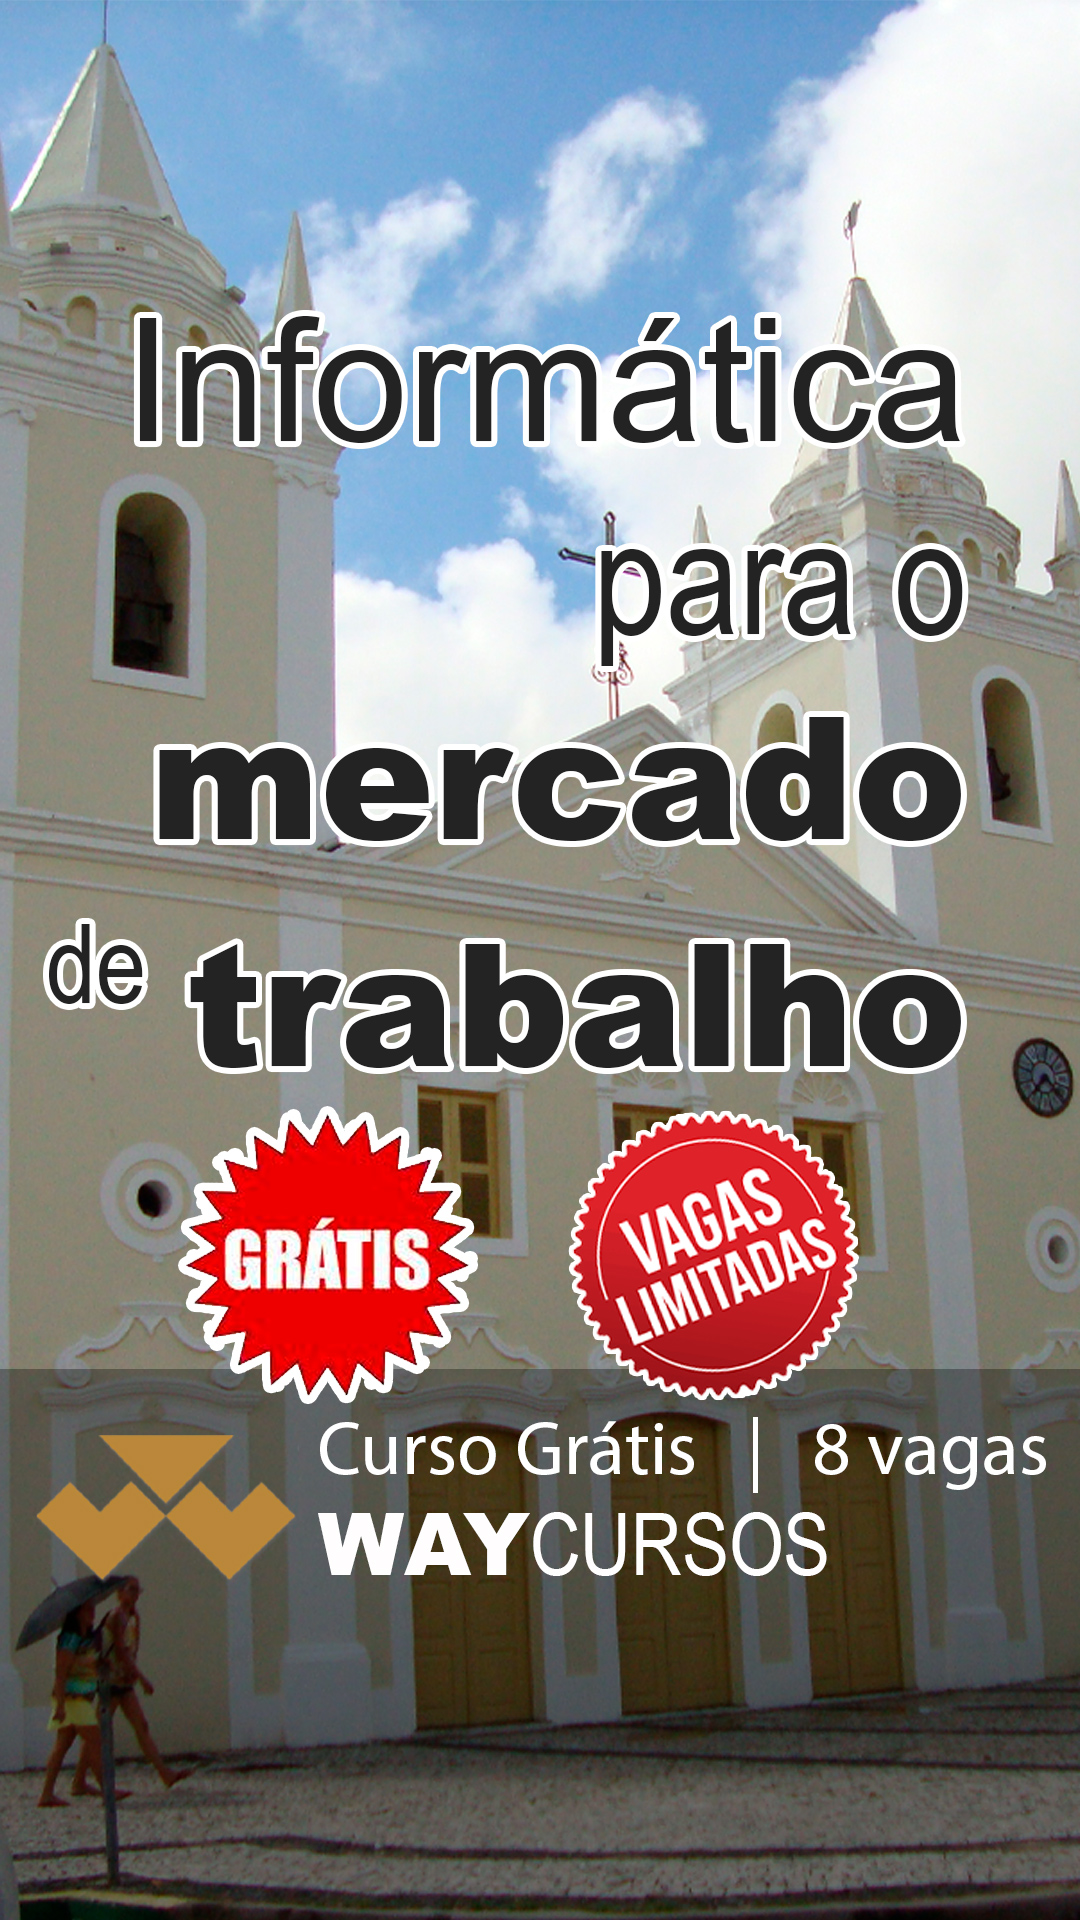 Informática
para o
mercado
de trabalho
GRÁTIS
VAGAS
LIMITADAS
Curso Grátis | 8 vagas
WAYCURSOS